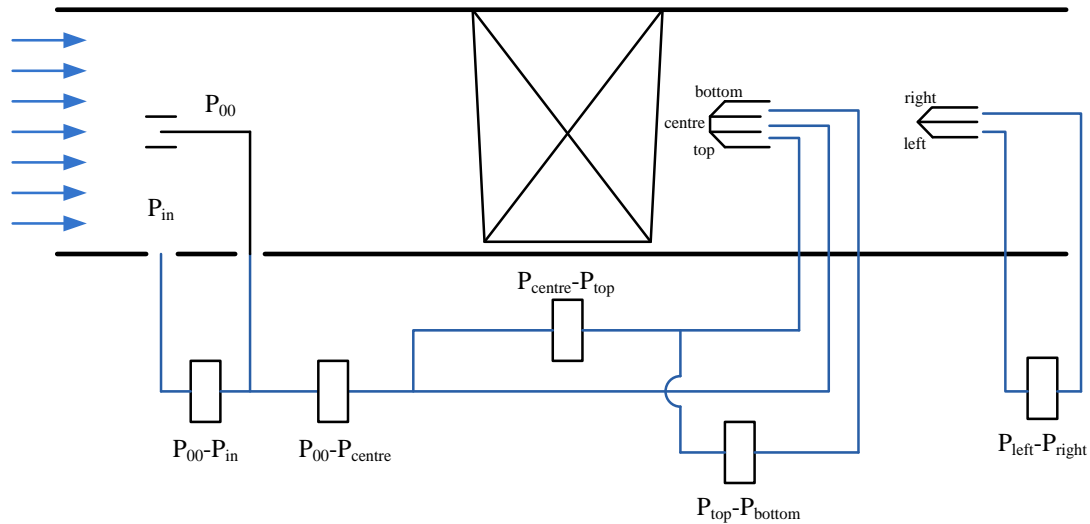 P00
bottom
centre
top
right
left
Pin
Pcentre-Ptop
P00-Pin
P00-Pcentre
Pleft-Pright
Ptop-Pbottom